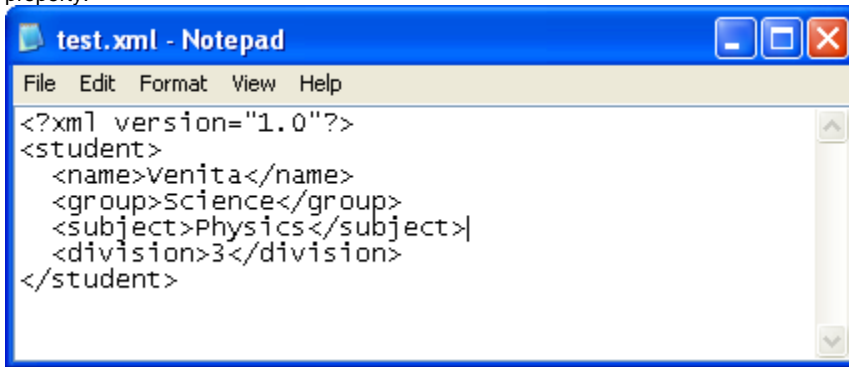 property.
test.xml - Notepad
File Edit Format View Help
<?xml version="1.0"?>
<student>
  <name>Venita</name>
  <group>Science</group>
  <subject>Physics</subject>
  <division>3</division>
</student>